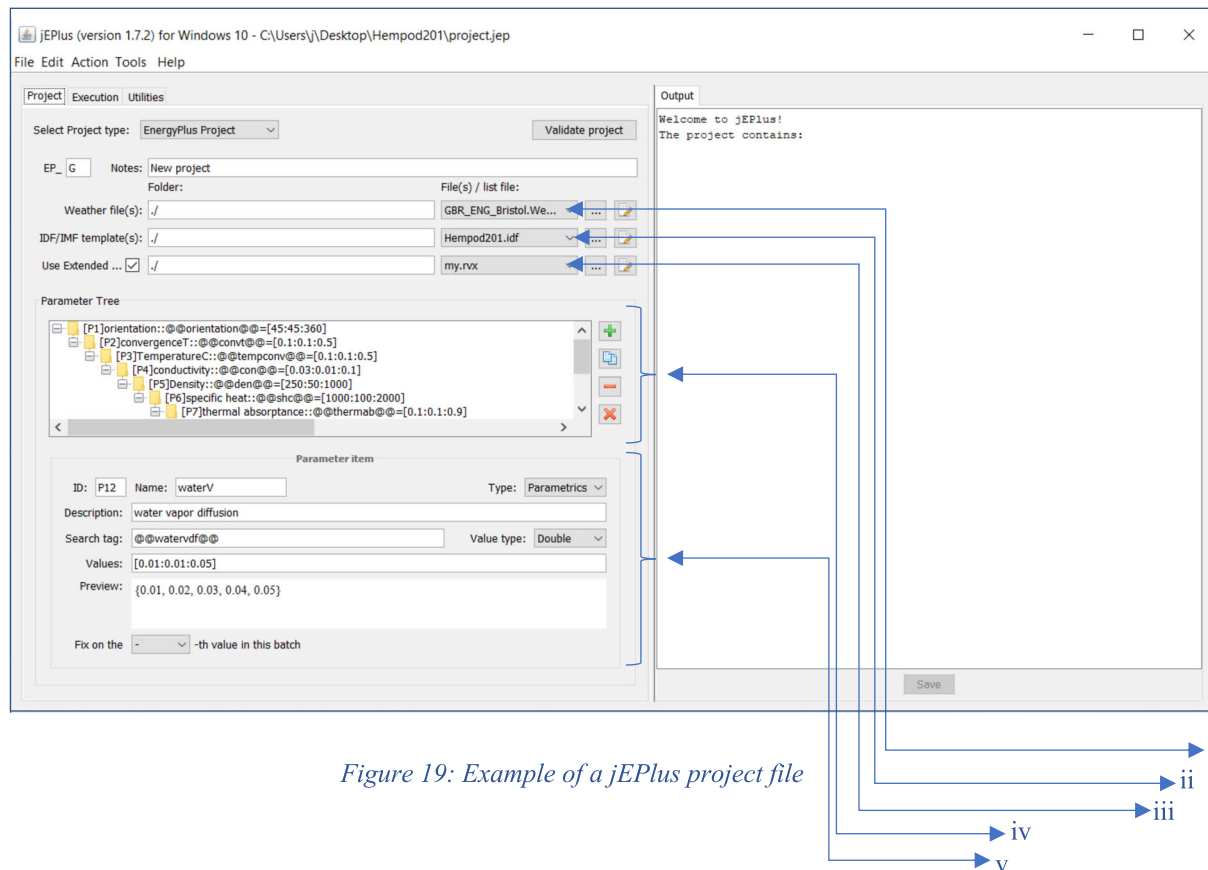 jEPlus (version 1.7.2) for Windows 10 - C:\Users\j\Desktop\Hempod201\project.jep
File Edit Action Tools Help
Project Execution Utilities
Select Project type: EnergyPlus Project Validate project
EP_ G Notes: New project
Folder: File(s) / list file:
Weather file(s): ./ GBR_ENG_Bristol.We... ...
IDF/IMF template(s): ./ Hempod201.idf ...
Use Extended ... ./ my.rvx ...
Parameter Tree
[P1]orientation::@@orientation@@=[45:45:360]
[P2]convergenceT::@@convt@@=[0.1:0.1:0.5]
[P3]TemperatureC::@@tempconv@@=[0.1:0.1:0.5]
[P4]conductivity::@@con@@=[0.03:0.01:0.1]
[P5]Density::@@den@@=[250:50:1000]
[P6]specific heat::@@shc@@=[1000:100:2000]
[P7]thermal absorptance::@@thermab@@=[0.1:0.1:0.9]
Parameter item
ID: P12 Name: waterV Type: Parametrics
Description: water vapor diffusion
Search tag: @@watervdf@@ Value type: Double
Values: [0.01:0.01:0.05]
Preview: {0.01, 0.02, 0.03, 0.04, 0.05}
Fix on the - -th value in this batch
Output
Welcome to jEPlus!
The project contains:
Save
Figure 19: Example of a jEPlus project file
ii
iii
iv
v